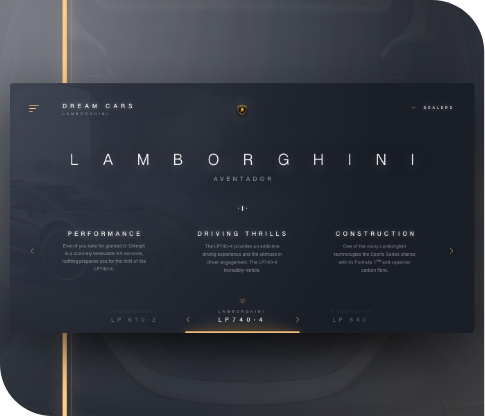 DREAM CARS
LAMBORGHINI
DEALERS
LAMBORGHINI
AVENTADOR
PERFORMANCE
Even if you take for granted 0-124mph
in a scarcely believable 8.9 seconds,
nothing prepares you for the thrill of the
LP740-4.
DRIVING THRILLS
The LP740-4 provides an addictive
driving experience and the ultimate in
driver engagement. The LP740-4
incredibly nimble.
CONSTRUCTION
One of the many Lamborghini
technologies the Sports Series shares
with its Formula 1™ and supercar
carbon fibre.
LAMBORGHINI
LP 610-2
LAMBORGHINI
LP740-4
LP 640